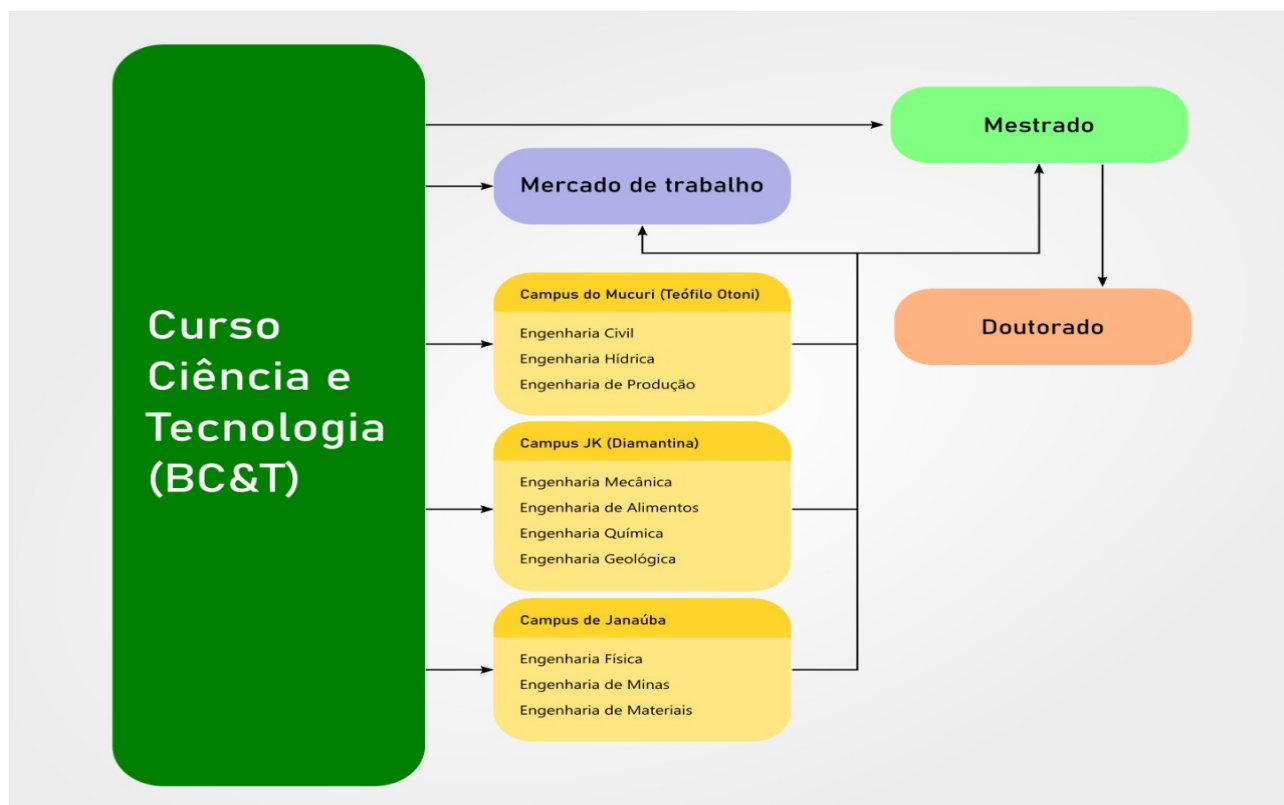 Curso
Ciência e
Tecnologia
(BC&T)
Mestrado
Mercado de trabalho
Doutorado
Campus do Mucuri (Teófilo Otoni)
Engenharia Civil
Engenharia Hídrica
Engenharia de Produção
Campus JK (Diamantina)
Engenharia Mecânica
Engenharia de Alimentos
Engenharia Química
Engenharia Geológica
Campus de Janaúba
Engenharia Física
Engenharia de Minas
Engenharia de Materiais